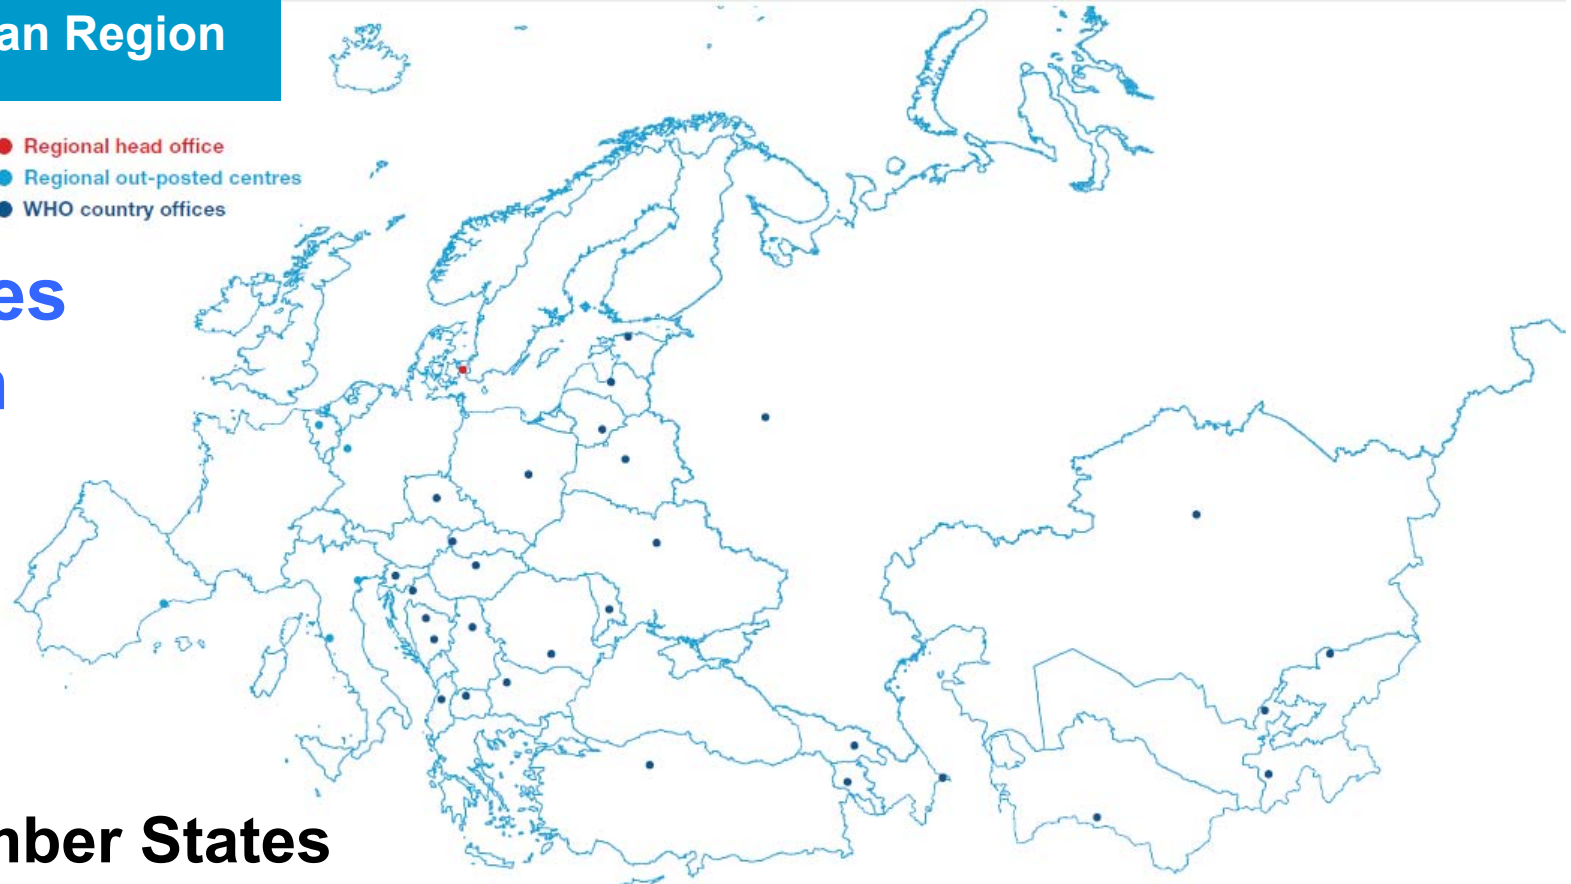 an Region
Regional head office
Regional out-posted centres
WHO country offices
es
n
nber States